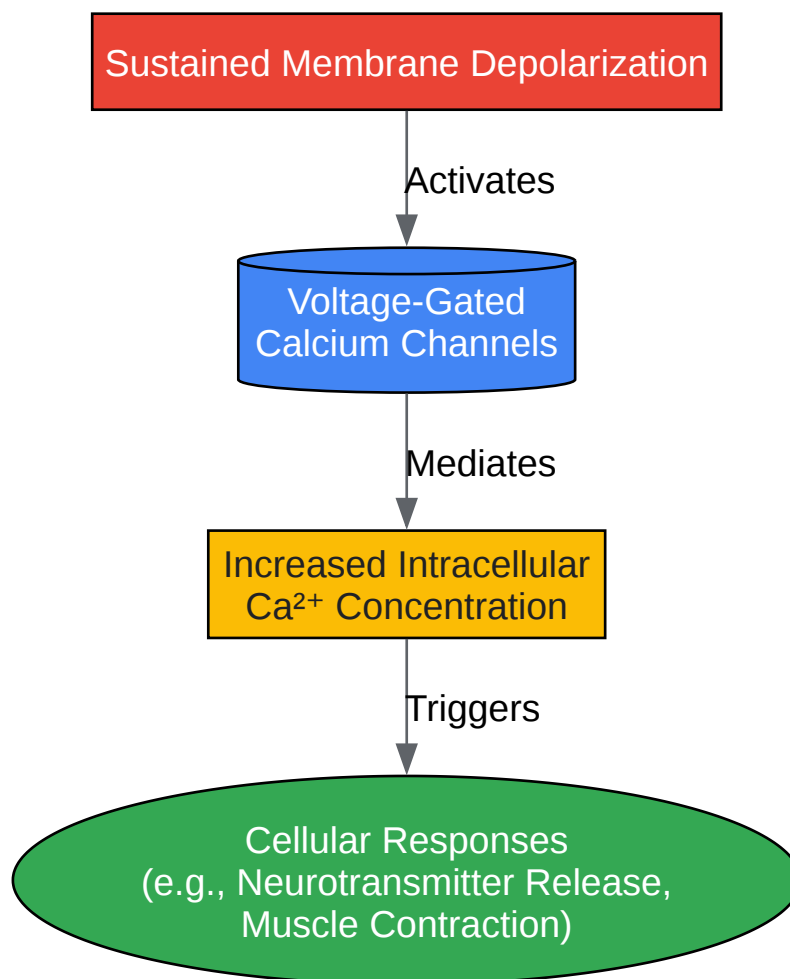 Sustained Membrane Depolarization
Activates
Voltage-Gated
Calcium Channels
Mediates
Increased Intracellular
Ca²⁺ Concentration
Triggers
Cellular Responses
(e.g., Neurotransmitter Release,
Muscle Contraction)